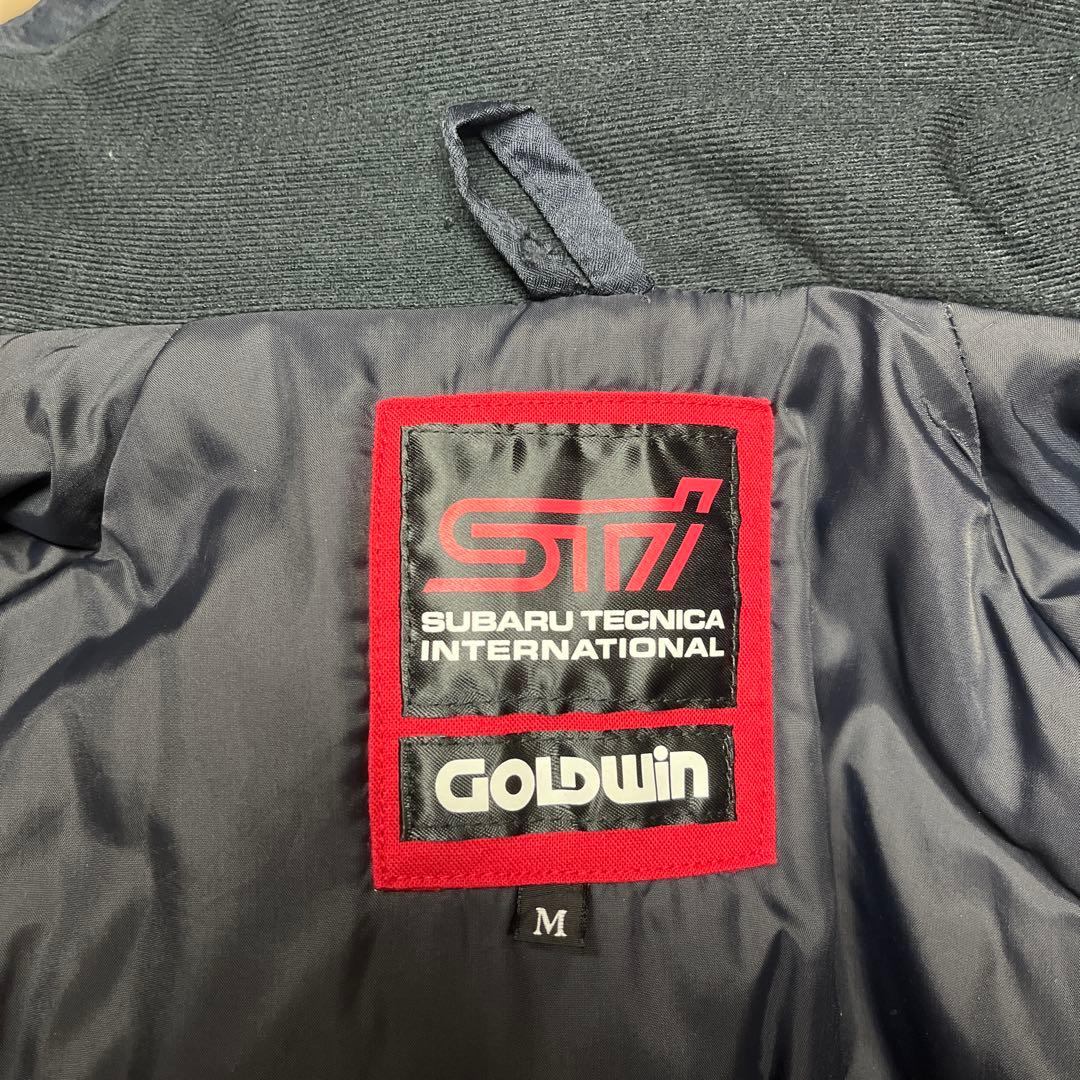 STi
SUBARU TECNICA
INTERNATIONAL
GOLDWin
M